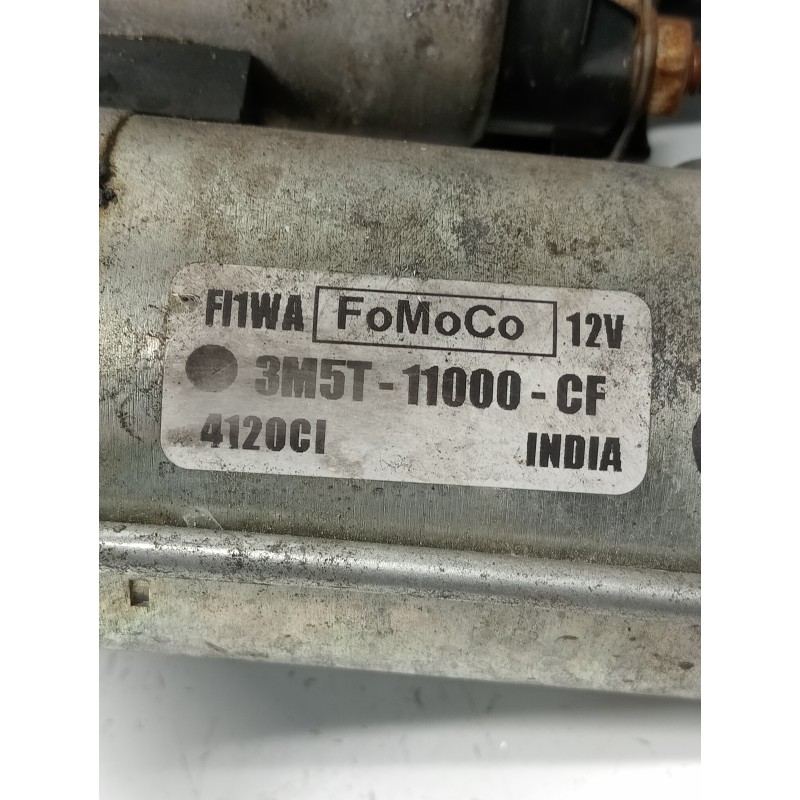 FI1WA FoMoCo 12V
3M5T-11000-CF
4120CI INDIA